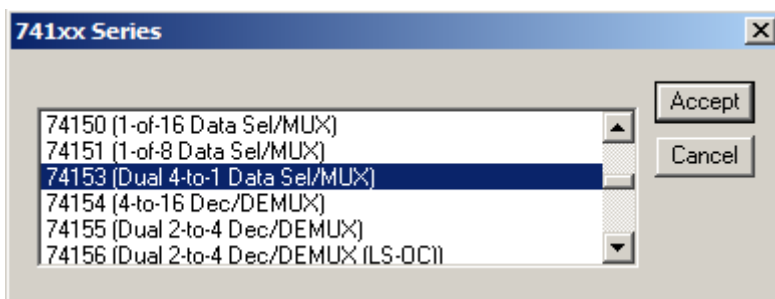 741xx Series
74150 (1-of-16 Data Sel/MUX)
74151 (1-of-8 Data Sel/MUX)
74153 (Dual 4-to-1 Data Sel/MUX)
74154 (4-to-16 Dec/DEMUX)
74155 (Dual 2-to-4 Dec/DEMUX)
74156 (Dual 2-to-4 Dec/DEMUX (LS-OC))
Accept
Cancel